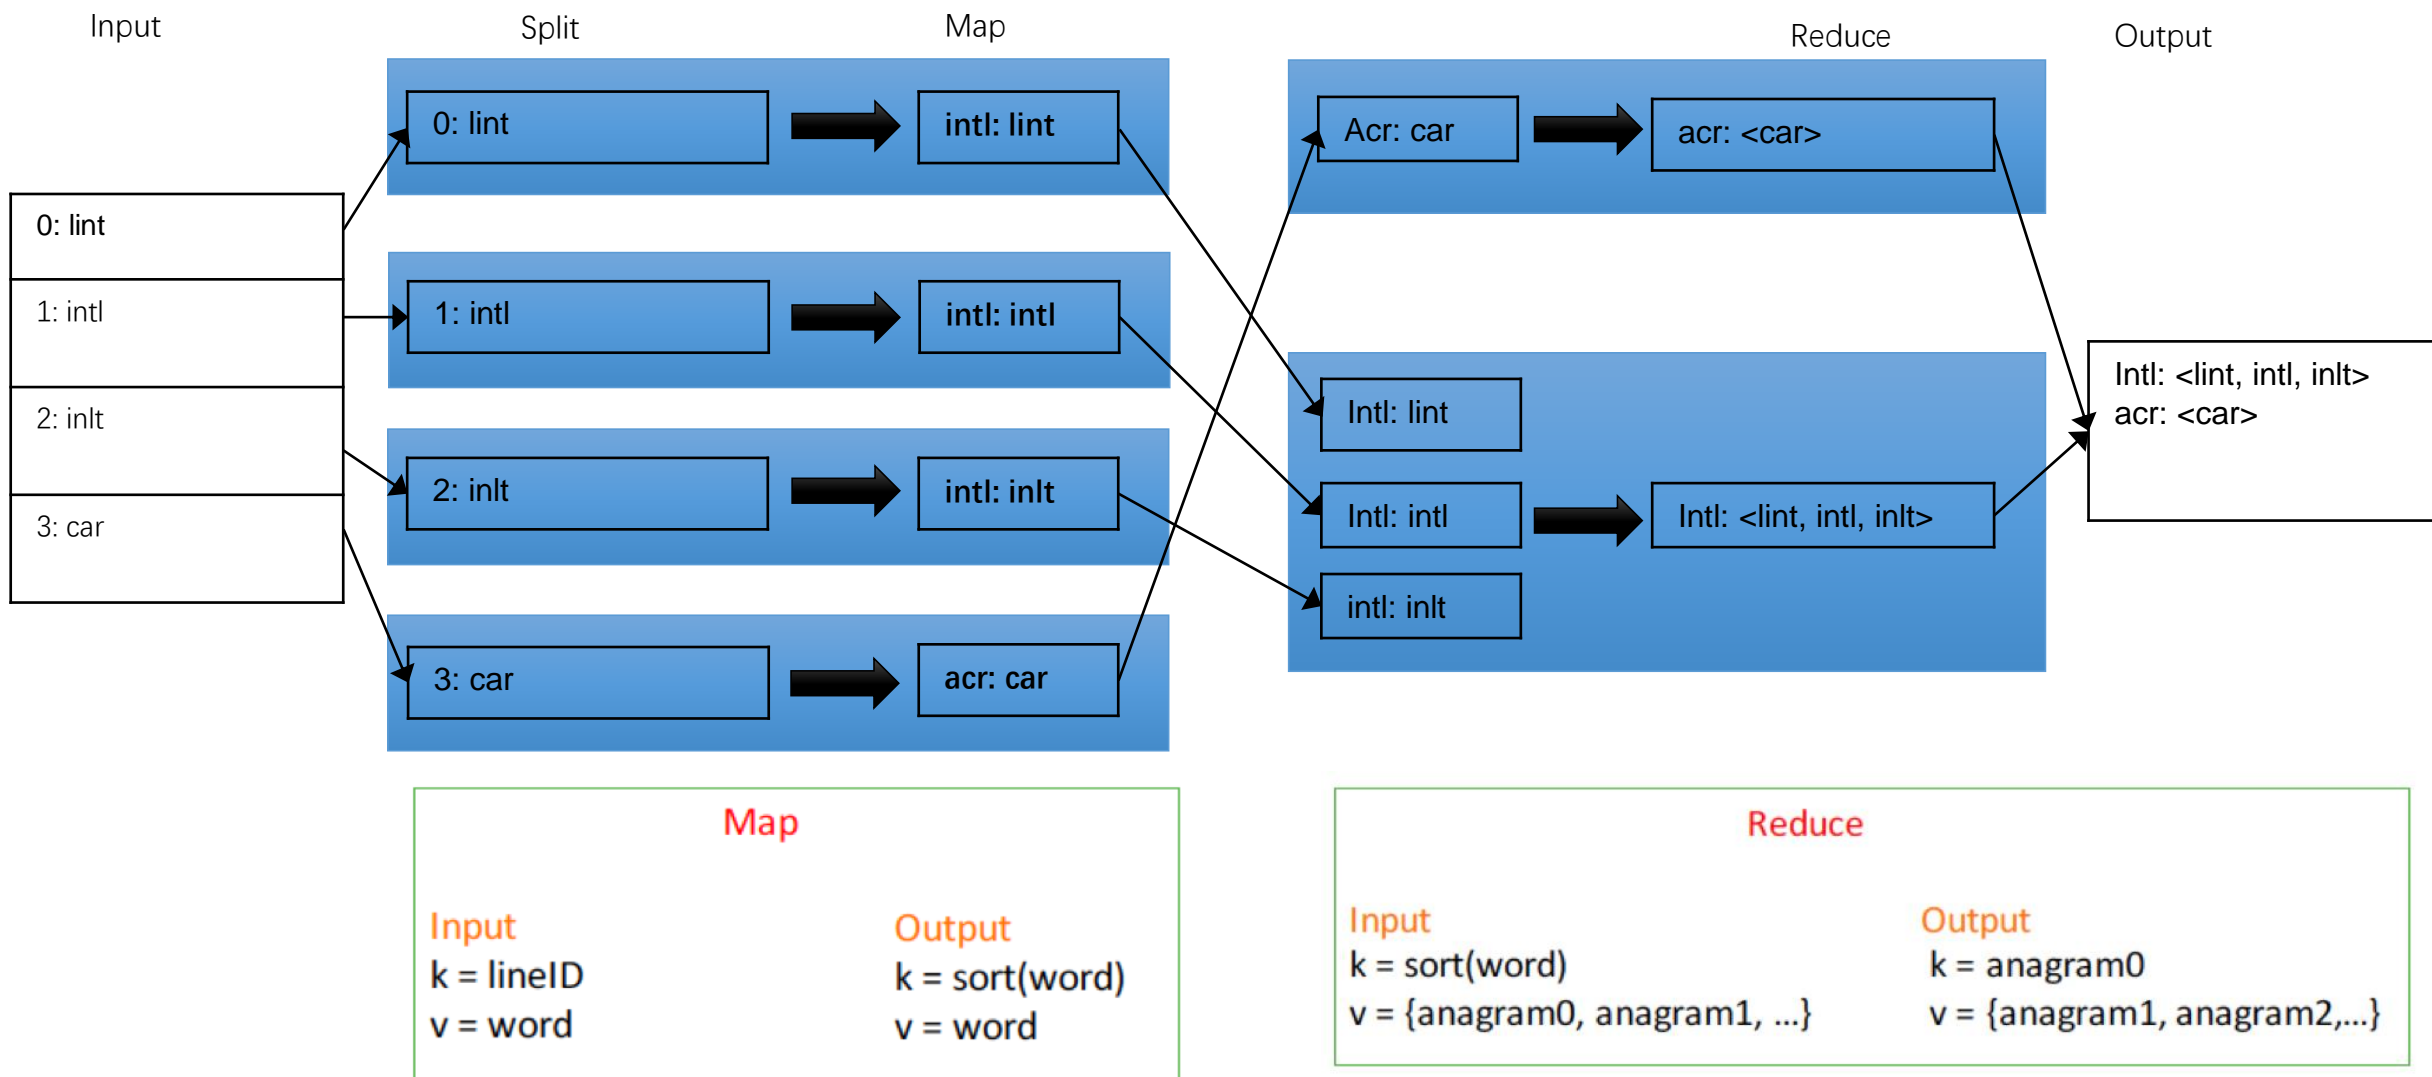 Input
Split
Map
Reduce
Output
0: lint
1: intl
2: inlt
3: car
0: lint
intl: lint
1: intl
intl: intl
2: inlt
intl: inlt
3: car
acr: car
Acr: car
acr: <car>
Intl: lint
Intl: intl
Intl: <lint, intl, inlt>
intl: inlt
Intl: <lint, intl, inlt>
acr: <car>
Map
Input
k = lineID
v = word
Output
k = sort(word)
v = word
Reduce
Input
k = sort(word)
v = {anagram0, anagram1, ...}
Output
k = anagram0
v = {anagram1, anagram2,...}